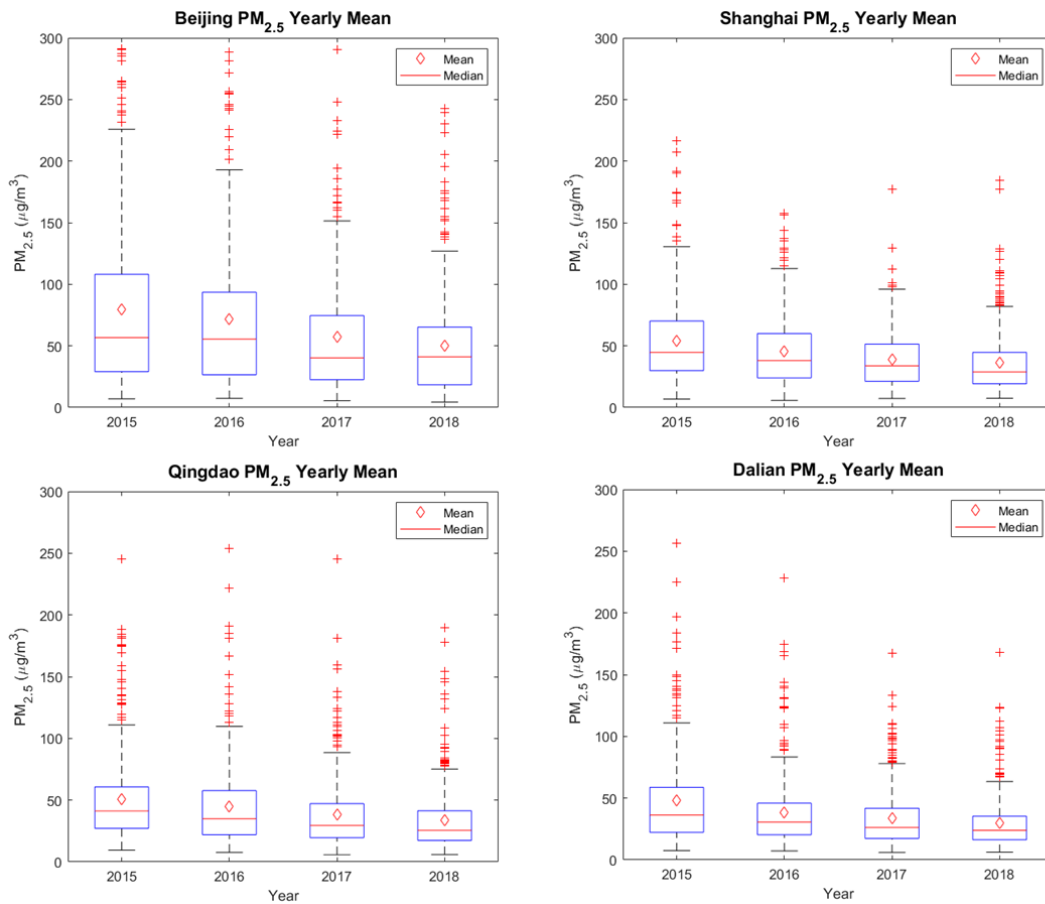 Beijing PM2.5 Yearly Mean
300
250
200
150
100
50
0
PM2.5 (μg/m³)
Mean
Median
2015 2016 2017 2018
Year
Shanghai PM2.5 Yearly Mean
300
250
200
150
100
50
0
PM2.5 (μg/m³)
Mean
Median
2015 2016 2017 2018
Year
Qingdao PM2.5 Yearly Mean
300
250
200
150
100
50
0
PM2.5 (μg/m³)
Mean
Median
2015 2016 2017 2018
Year
Dalian PM2.5 Yearly Mean
300
250
200
150
100
50
0
PM2.5 (μg/m³)
Mean
Median
2015 2016 2017 2018
Year